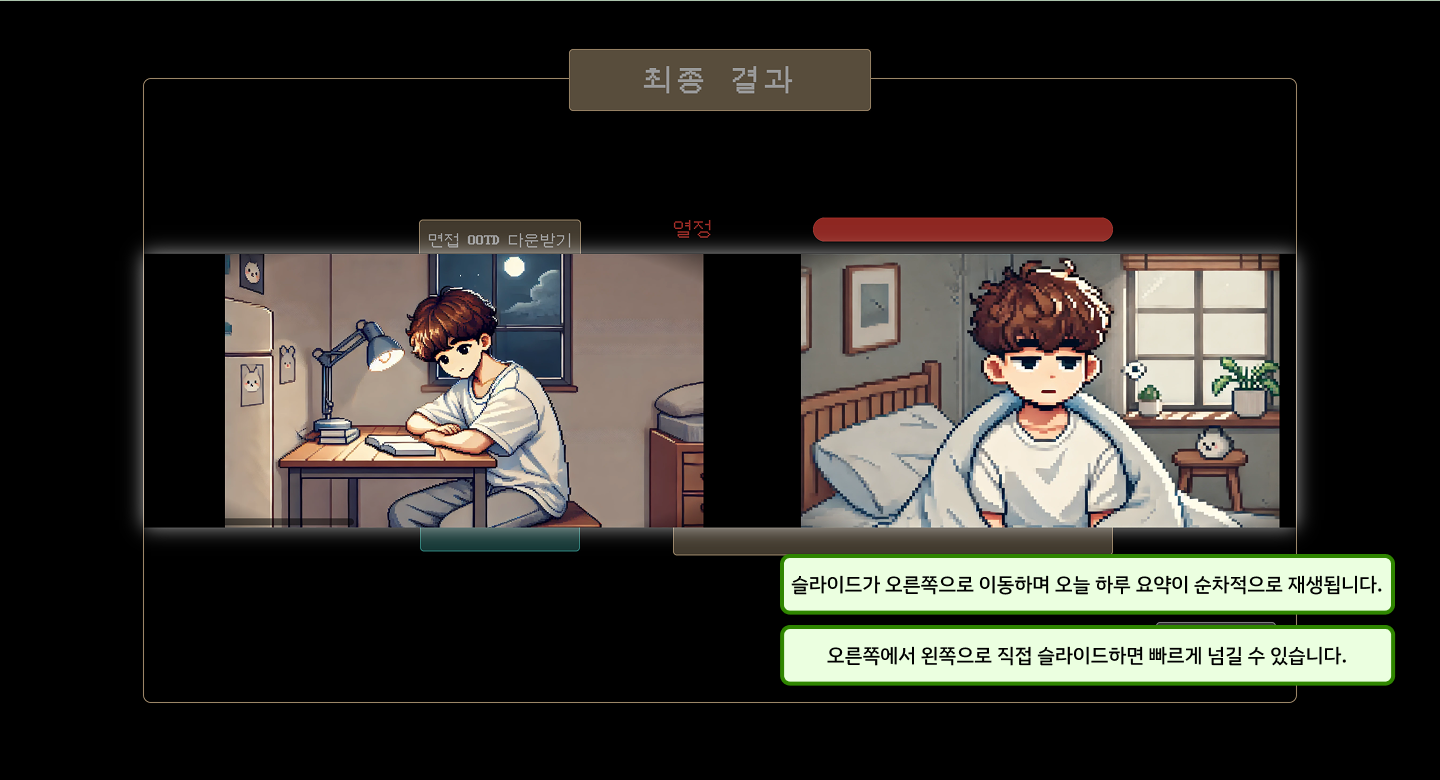 최종 결과
면접 OOTD 다운받기
열정
슬라이드가 오른쪽으로 이동하며 오늘 하루 요약이 순차적으로 재생됩니다.
오른쪽에서 왼쪽으로 직접 슬라이드하면 빠르게 넘길 수 있습니다.